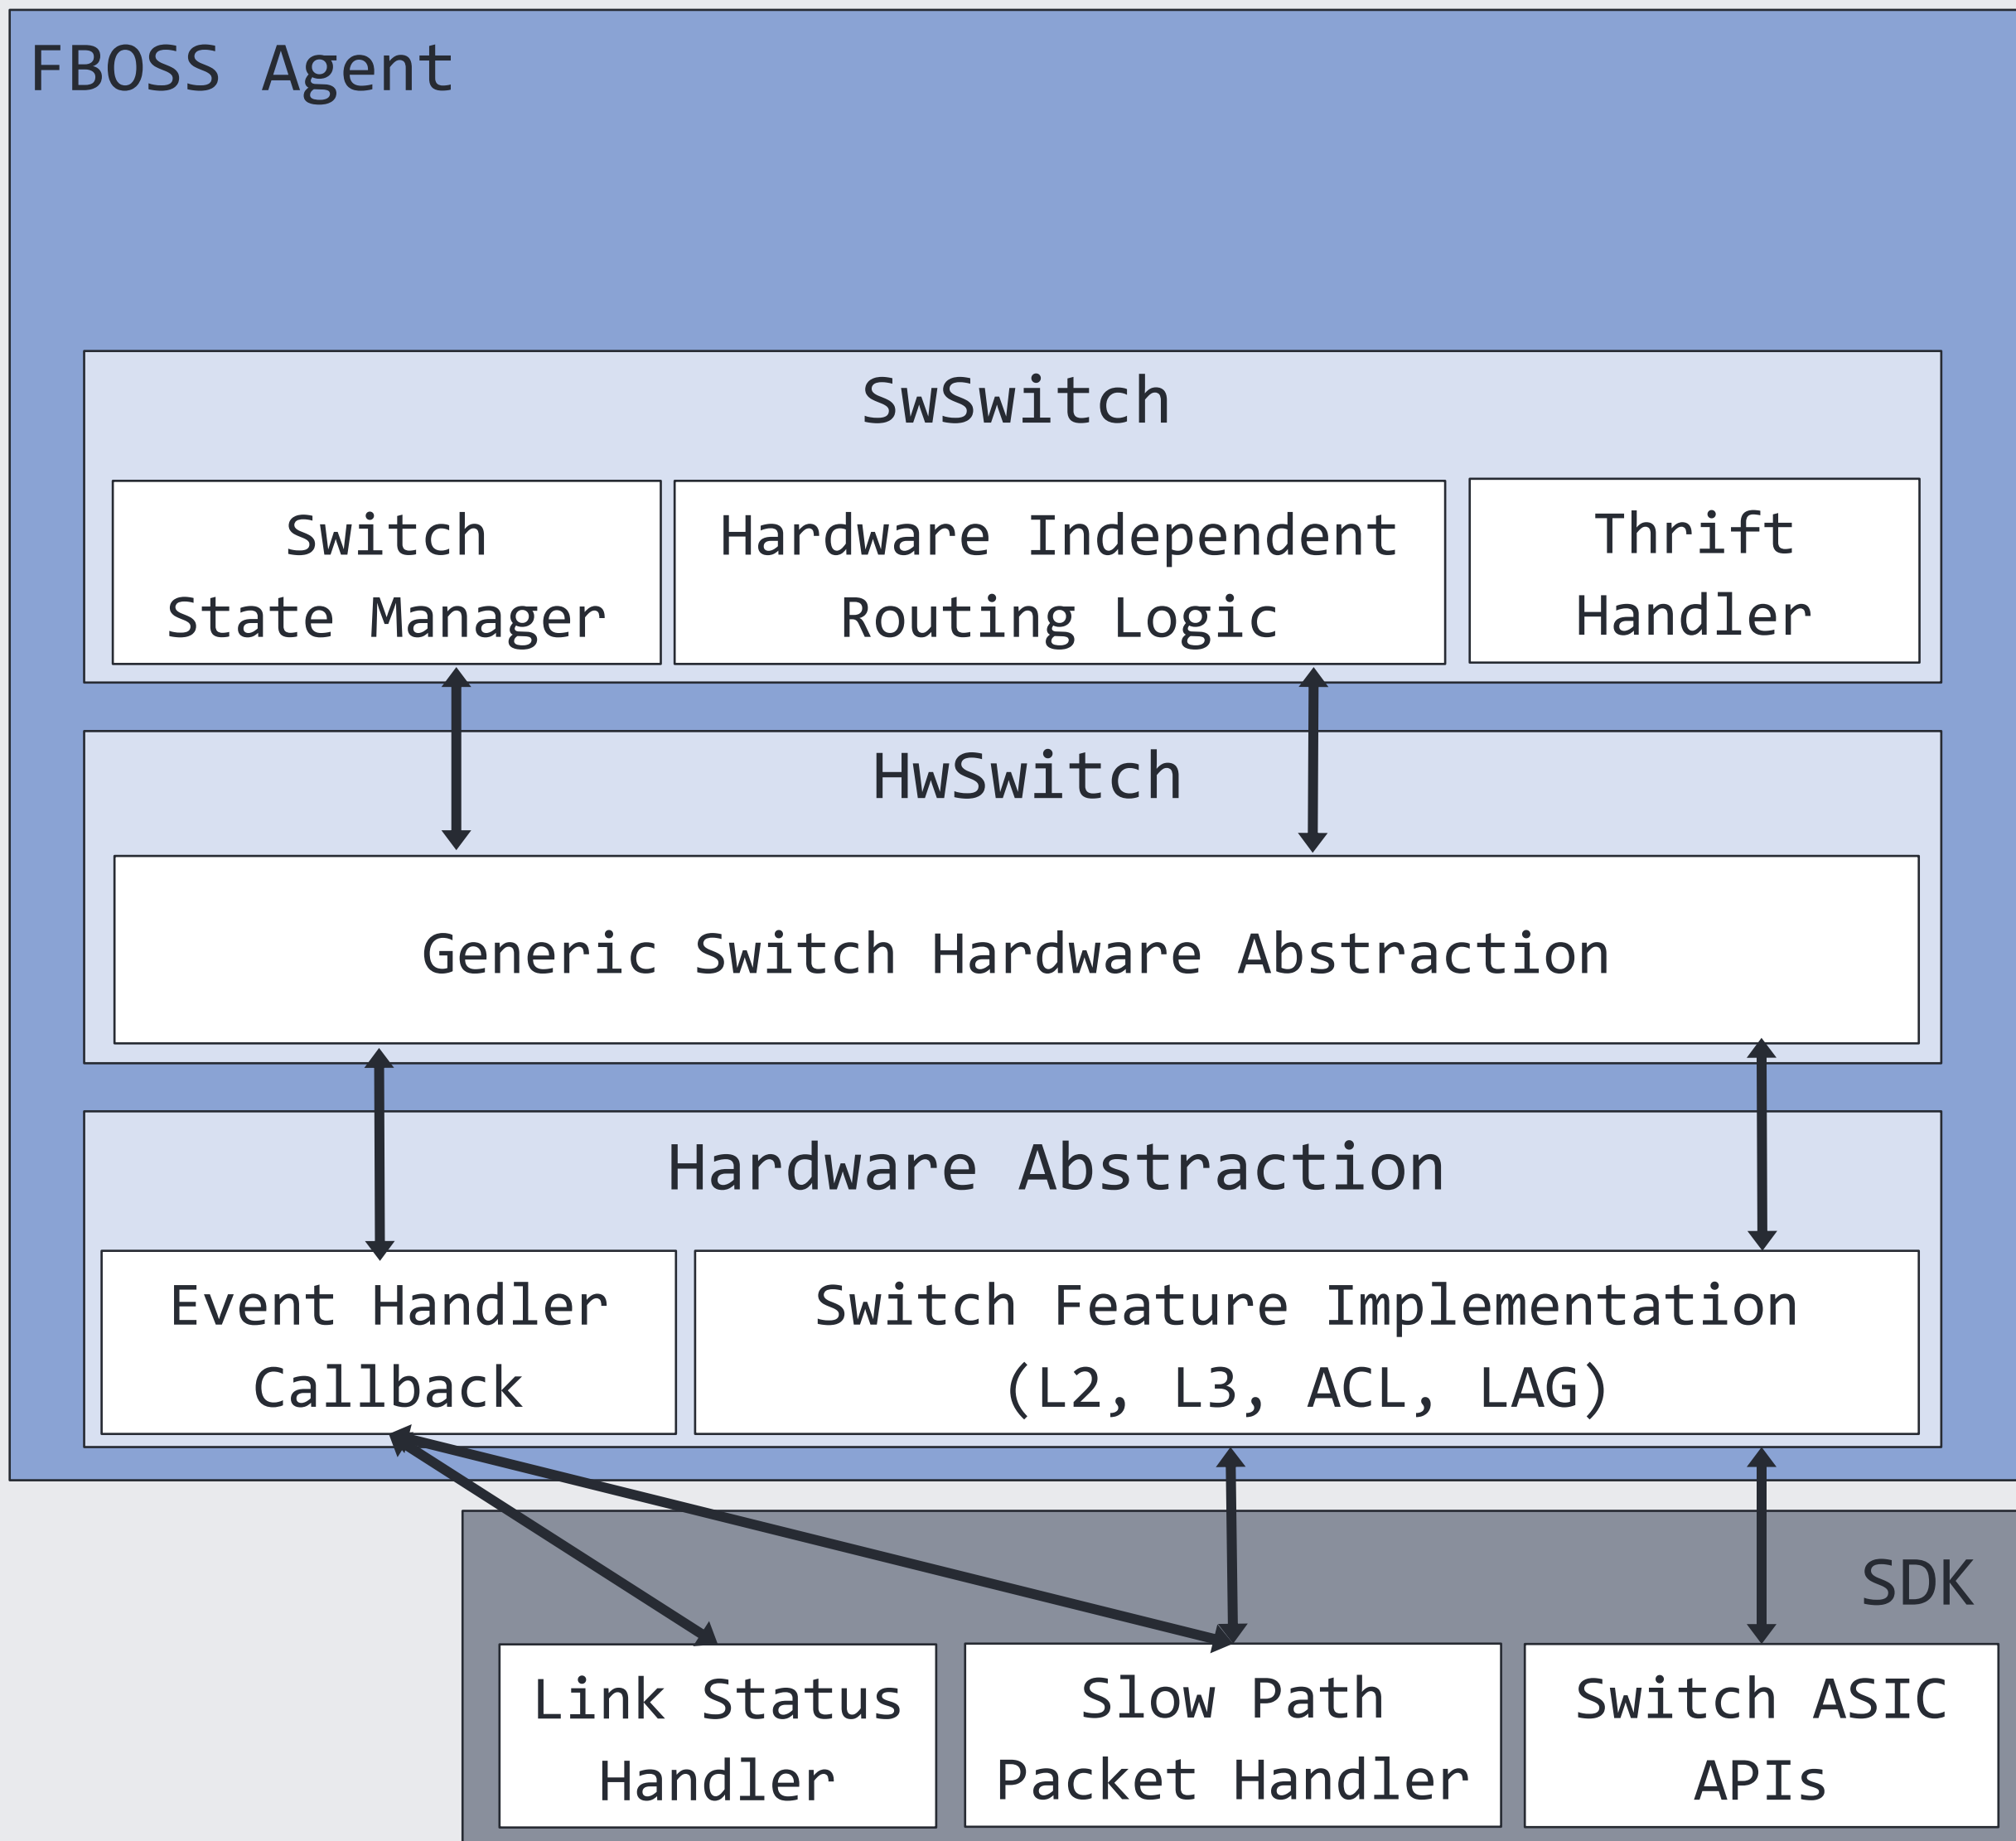 FBOSS Agent
SwSwitch
Switch
State Manager
Hardware Independent
Routing Logic
Thrift
Handler
HwSwitch
Generic Switch Hardware Abstraction
Hardware Abstraction
Event Handler
Callback
Switch Feature Implementation
(L2, L3, ACL, LAG)
SDK
Link Status
Handler
Slow Path
Packet Handler
Switch ASIC
APIs